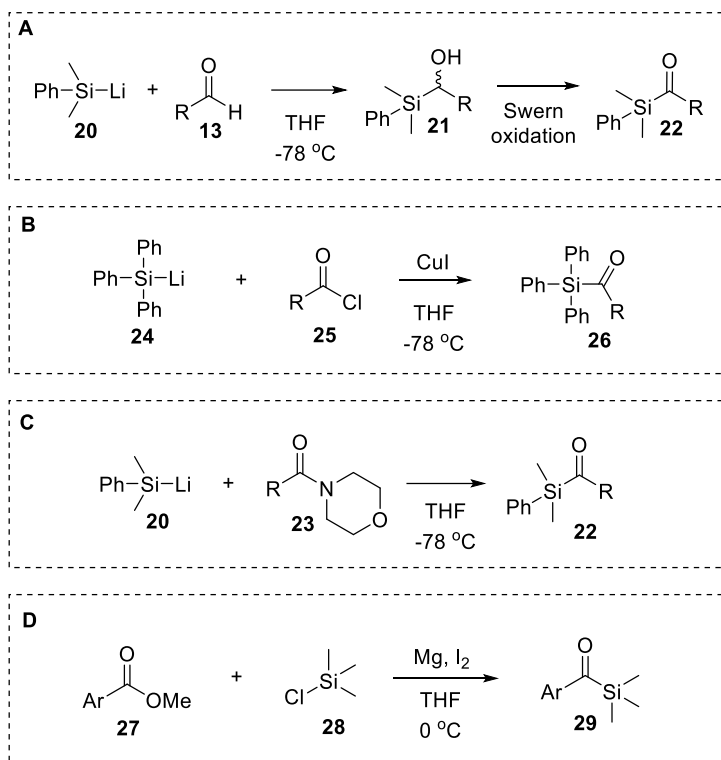 A
Ph Si Li
20
+
O
R H
13
THF
-78 °C
OH
Si R
Ph
21
Swern
oxidation
O
Si R
Ph
22
B
Ph
Ph Si Li
Ph
24
+
O
R Cl
25
CuI
THF
-78 °C
Ph O
Ph Si
Ph R
26
C
Ph Si Li
20
+
O
R N
O
23
THF
-78 °C
O
Si R
Ph
22
D
O
Ar OMe
27
+
Si
Cl
28
Mg, I2
THF
0 °C
O
Ar Si
29